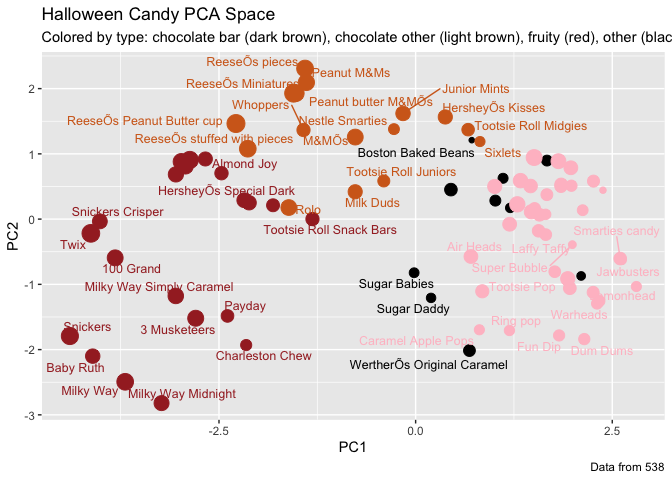 Halloween Candy PCA Space
Colored by type: chocolate bar (dark brown), chocolate other (light brown), fruity (red), other (blac
ReeseÕs pieces
Peanut M&Ms
ReeseÕs Miniatures
Junior Mints
Whoppers
Peanut butter M&MÕs
HersheyÕs Kisses
ReeseÕs Peanut Butter cup
Nestle Smarties
Tootsie Roll Midgies
ReeseÕs stuffed with pieces
M&MÕs
Boston Baked Beans
Sixlets
Almond Joy
Tootsie Roll Juniors
HersheyÕs Special Dark
Milk Duds
Snickers Crisper
Rolo
Tootsie Roll Snack Bars
Smarties candy
Twix
Air Heads
Laffy Taffy
100 Grand
Super Bubble
Jawbusters
Milky Way Simply Caramel
Sugar Babies
Tootsie Pop
monhead
Payday
Sugar Daddy
Warheads
Snickers
3 Musketeers
Ring pop
Caramel Apple Pops
Fun Dip
Dum Dums
Charleston Chew
Baby Ruth
WertherÕs Original Caramel
Milky Way
Milky Way Midnight
PC2
2
1
0
-1
-2
-3
-2.5
0.0
2.5
PC1
Data from 538